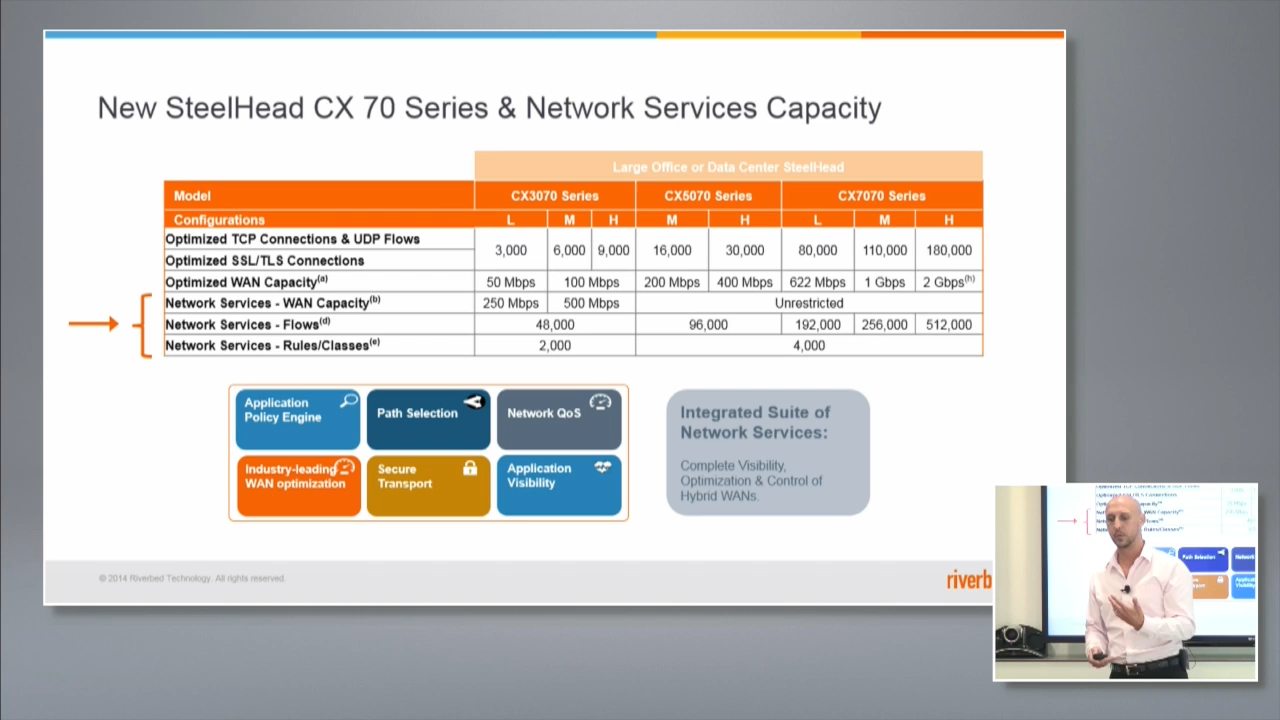 New SteelHead CX 70 Series & Network Services Capacity
Large Office or Data Center SteelHead
Model CX3070 Series CX5070 Series CX7070 Series
Configurations L M H M H L M H
Optimized TCP Connections & UDP Flows
3,000 6,000 9,000 16,000 30,000 80,000 110,000 180,000
Optimized SSL/TLS Connections
Optimized WAN Capacity(a) 50 Mbps 100 Mbps 200 Mbps 400 Mbps 622 Mbps 1 Gbps 2 Gbps(h)
Network Services - WAN Capacity(b) 250 Mbps 500 Mbps Unrestricted
Network Services - Flows(d) 48,000 96,000 192,000 256,000 512,000
Network Services - Rules/Classes(e) 2,000 4,000
Application
Policy Engine
Path Selection
Network QoS
Industry-leading
WAN optimization
Secure
Transport
Application
Visibility
Integrated Suite of
Network Services:
Complete Visibility,
Optimization & Control of
Hybrid WANs.
© 2014 Riverbed Technology. All rights reserved.
riverb
Path Selection